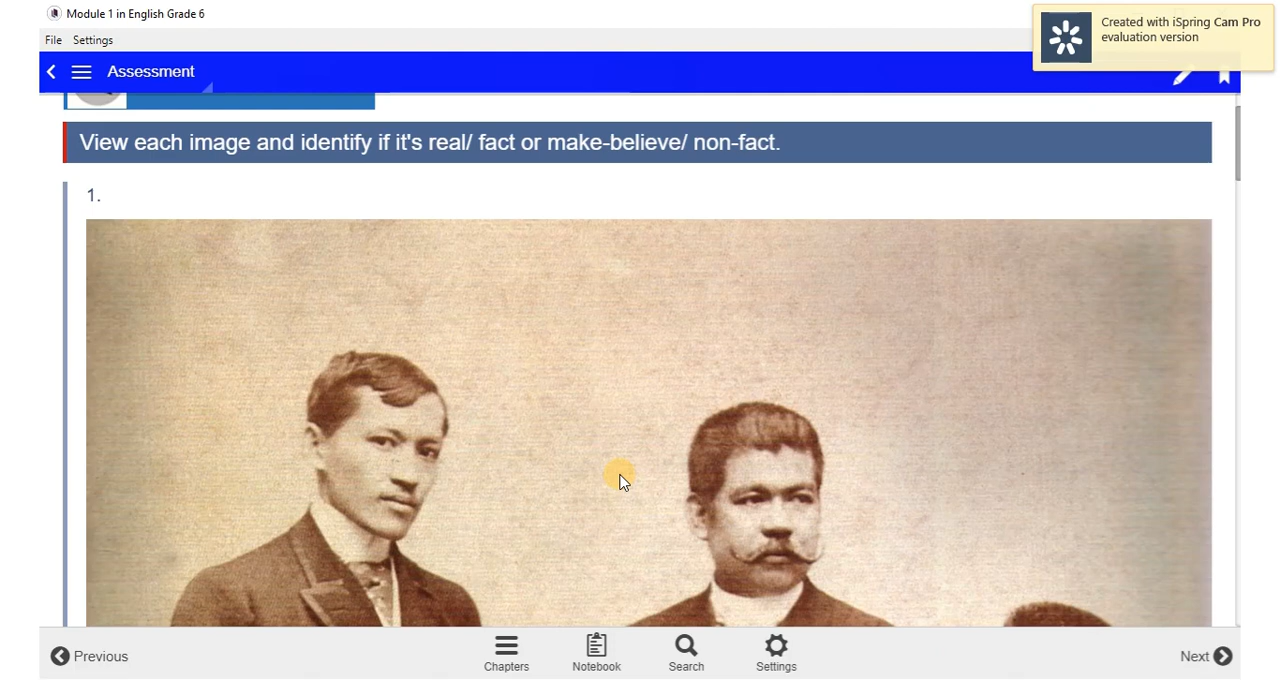 Module 1 in English Grade 6
Created with iSpring Cam Pro
evaluation version
File Settings
Assessment
View each image and identify if it's real/ fact or make-believe/ non-fact.
1.
Previous
Chapters
Notebook
Search
Settings
Next